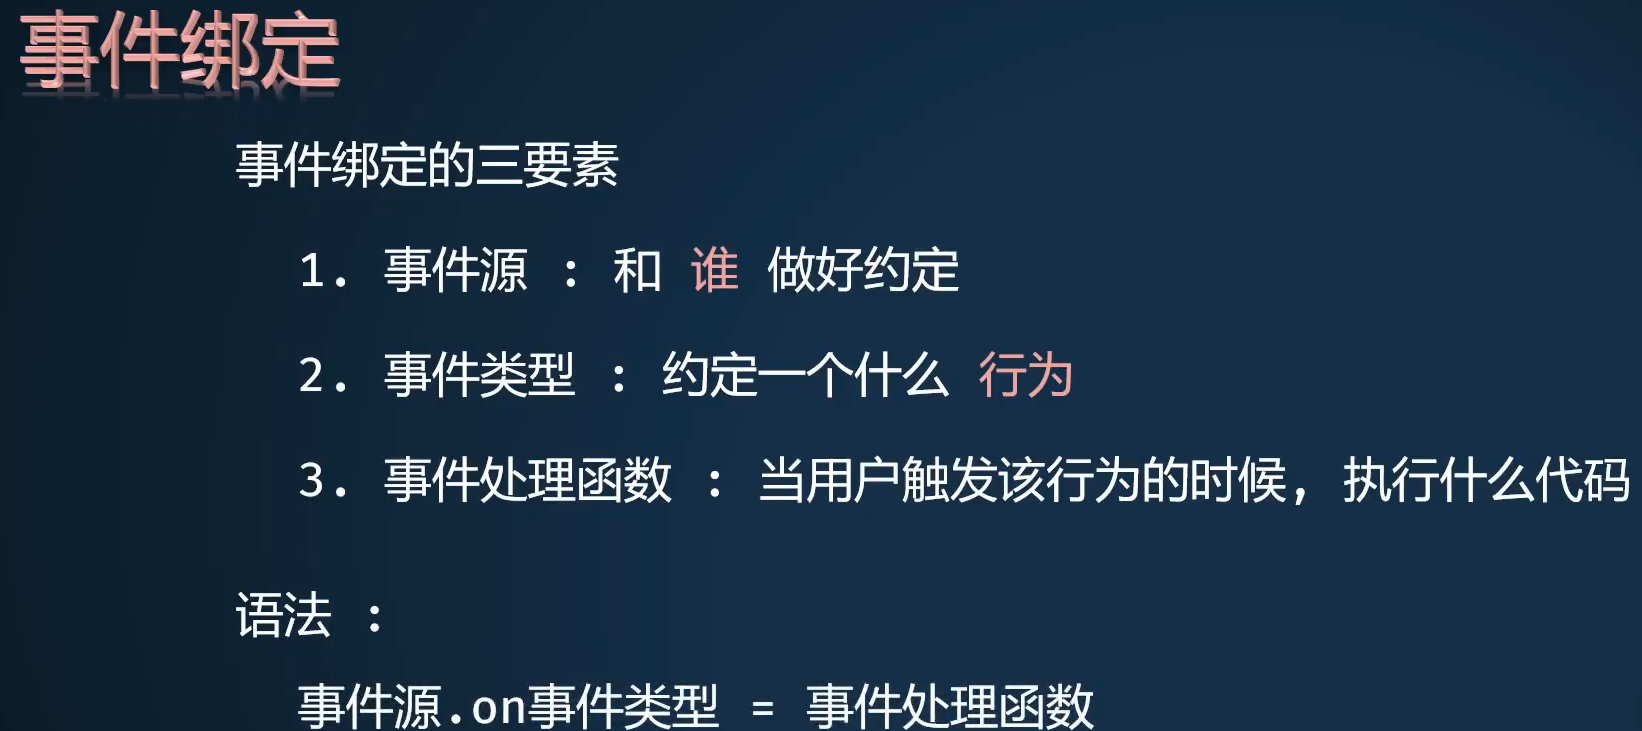 事件绑定
事件绑定的三要素
1. 事件源 : 和 谁 做好约定
2. 事件类型 : 约定一个什么 行为
3. 事件处理函数 : 当用户触发该行为的时候, 执行什么代码
语法 :
事件源.on事件类型 = 事件处理函数